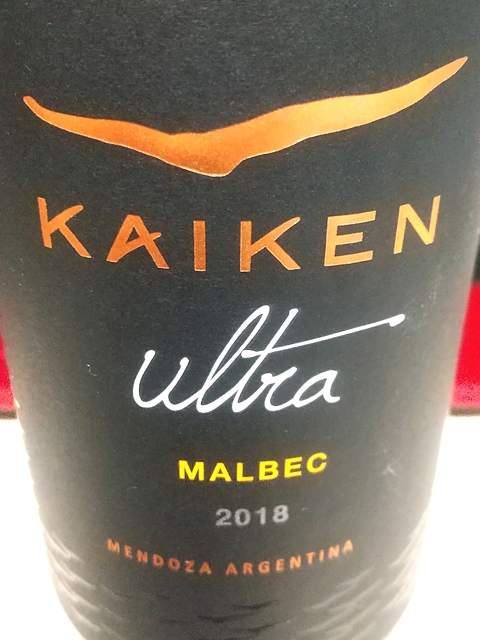 KAIKEN
ultra
MALBEC
2018
MENDOZA ARGENTINA